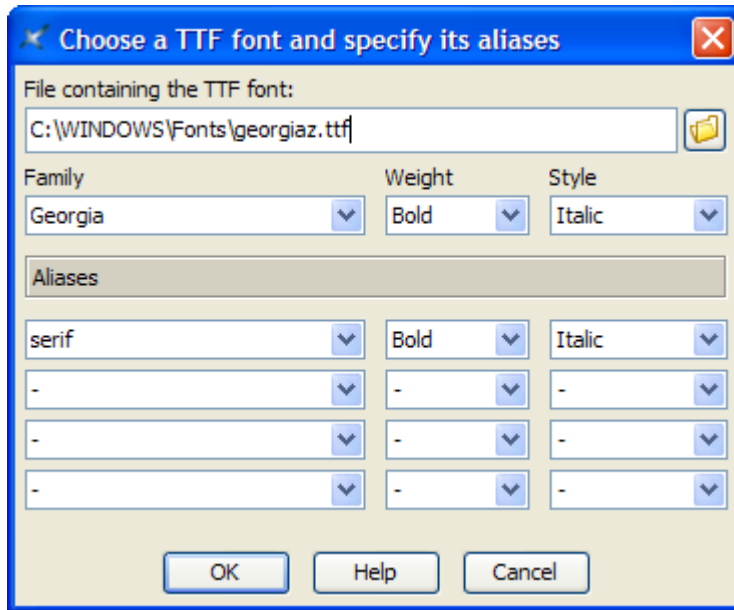 Choose a TTF font and specify its aliases
File containing the TTF font:
C:\WINDOWS\Fonts\georgiaz.ttf
Family Weight Style
Georgia Bold Italic
Aliases
serif Bold Italic
- - -
- - -
- - -
OK Help Cancel